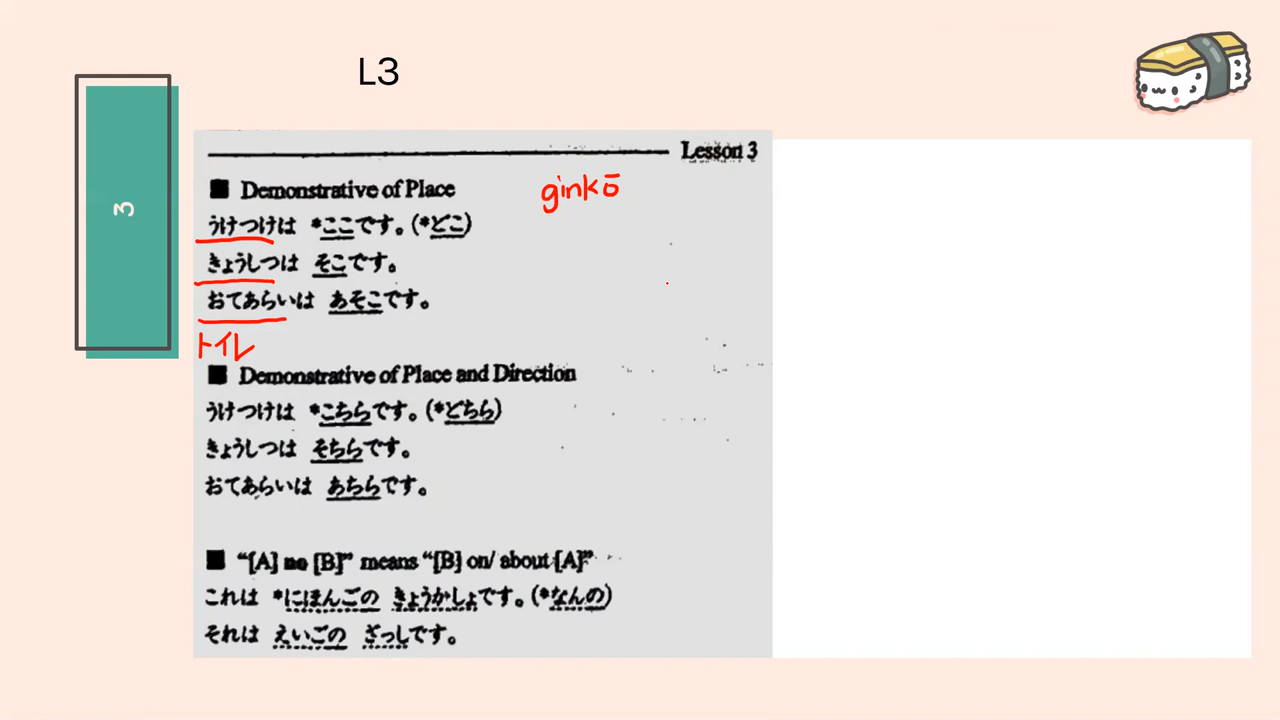 L3
3
Lesson 3
■ Demonstrative of Place
ginkō
うけつけは *ここです。(*どこ)
きょうしつは そこです。
おてあらいは あそこです。
トイレ
■ Demonstrative of Place and Direction
うけつけは *こちらです。(*どちら)
きょうしつは そちらです。
おてあらいは あちらです。
■ “[A] no [B]” means “[B] on/ about [A]”
これは *にほんごの きょうかしょです。(*なんの)
それは えいごの ざっしです。